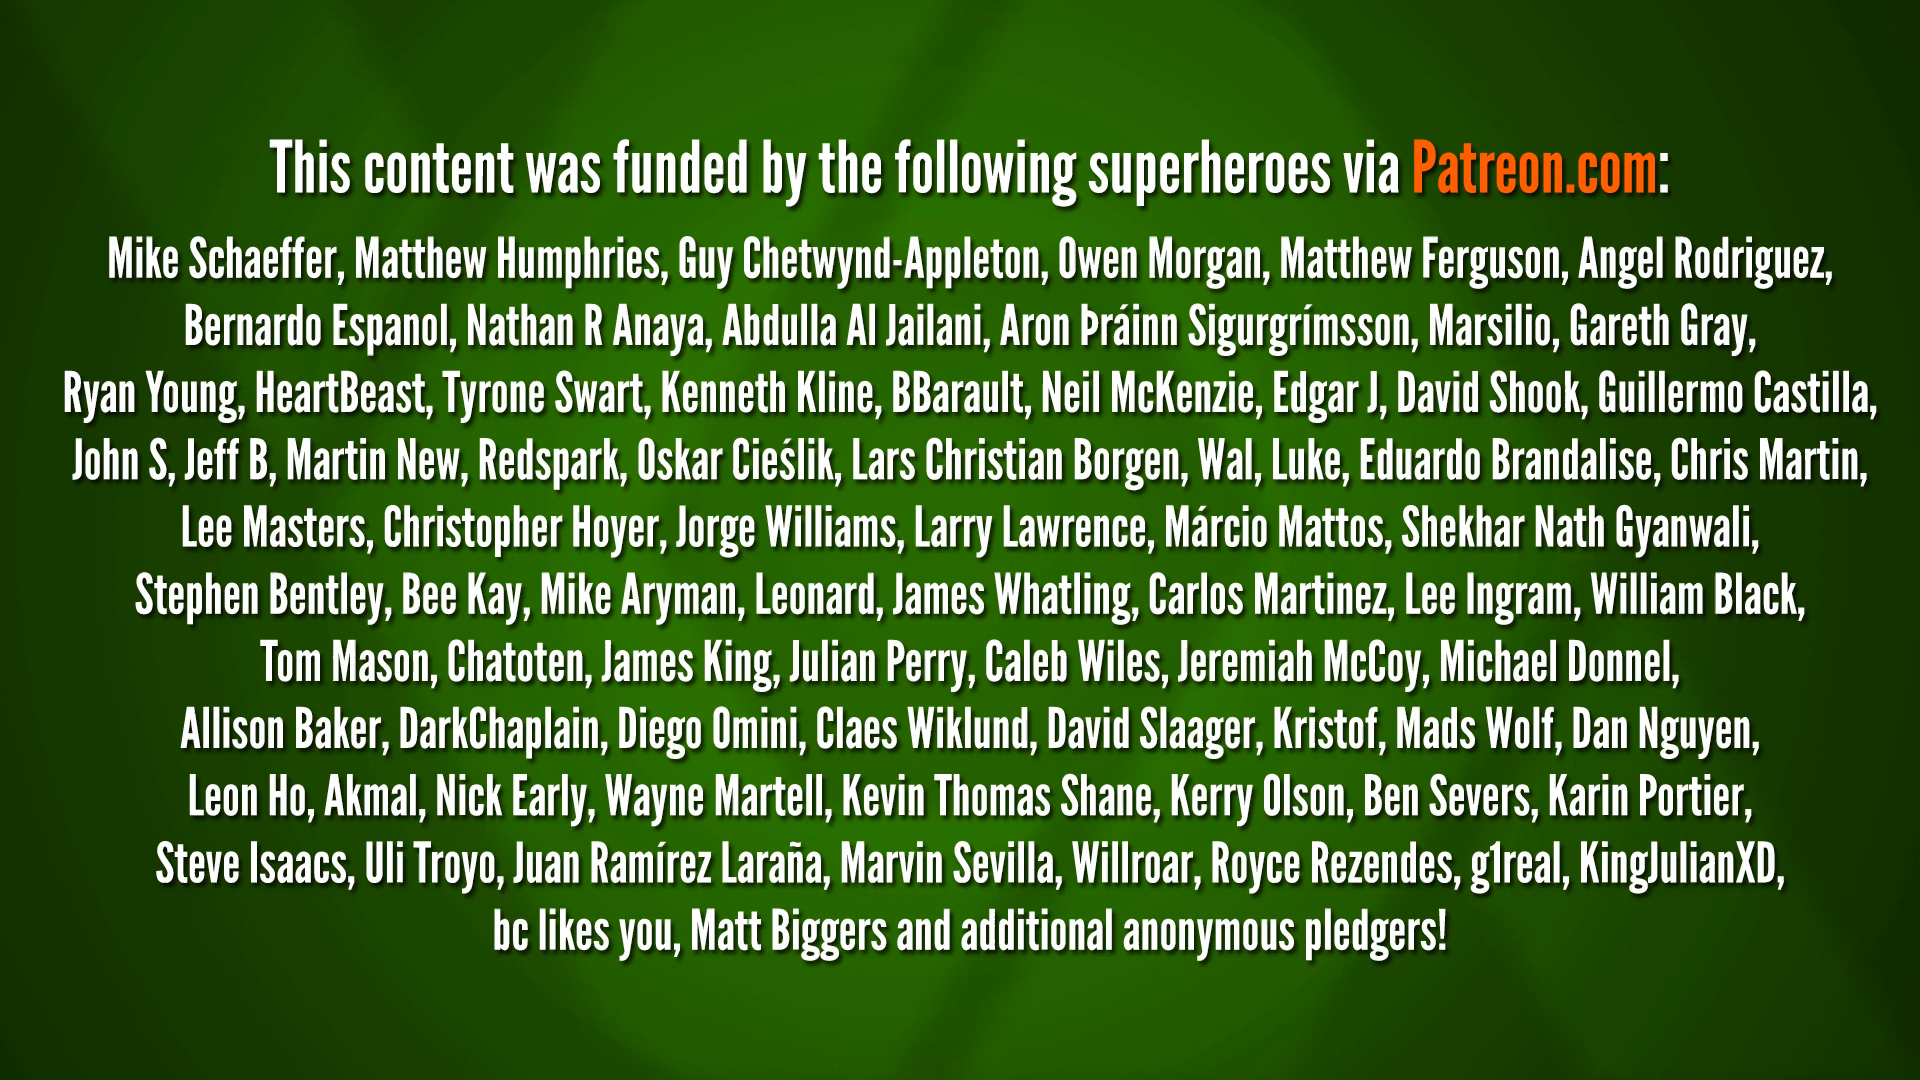 This content was funded by the following superheroes via Patreon.com:
Mike Schaeffer, Matthew Humphries, Guy Chetwynd-Appleton, Owen Morgan, Matthew Ferguson, Angel Rodriguez,
Bernardo Espanol, Nathan R Anaya, Abdulla Al Jailani, Aron Þráinn Sigurgrímsson, Marsilio, Gareth Gray,
Ryan Young, HeartBeast, Tyrone Swart, Kenneth Kline, BBarault, Neil McKenzie, Edgar J, David Shook, Guillermo Castilla,
John S, Jeff B, Martin New, Redspark, Oskar Cieślik, Lars Christian Borgen, Wal, Luke, Eduardo Brandalise, Chris Martin,
Lee Masters, Christopher Hoyer, Jorge Williams, Larry Lawrence, Márcio Mattos, Shekhar Nath Gyanwali,
Stephen Bentley, Bee Kay, Mike Aryman, Leonard, James Whatling, Carlos Martinez, Lee Ingram, William Black,
Tom Mason, Chatoten, James King, Julian Perry, Caleb Wiles, Jeremiah McCoy, Michael Donnel,
Allison Baker, DarkChaplain, Diego Omini, Claes Wiklund, David Slaager, Kristof, Mads Wolf, Dan Nguyen,
Leon Ho, Akmal, Nick Early, Wayne Martell, Kevin Thomas Shane, Kerry Olson, Ben Severs, Karin Portier,
Steve Isaacs, Uli Troyo, Juan Ramírez Laraña, Marvin Sevilla, Willroar, Royce Rezendes, g1real, KingJulianXD,
bc likes you, Matt Biggers and additional anonymous pledgers!